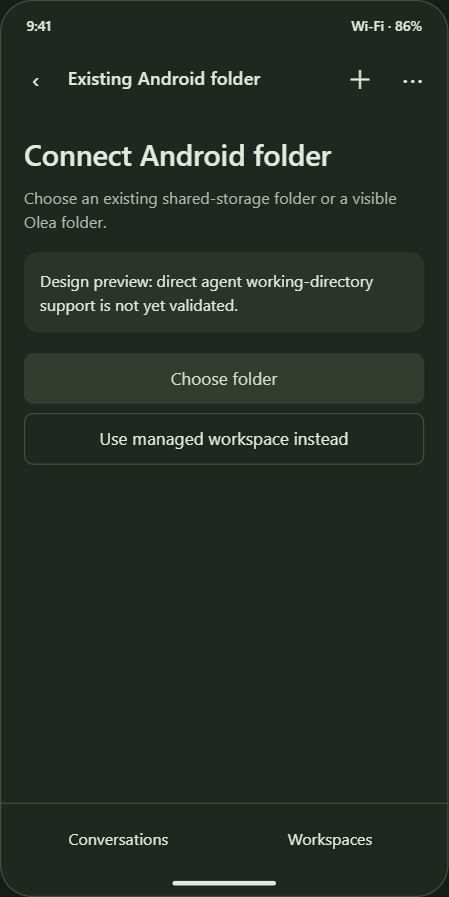 9:41
Wi-Fi · 86%
‹ Existing Android folder + ...
Connect Android folder
Choose an existing shared-storage folder or a visible
Olea folder.
Design preview: direct agent working-directory
support is not yet validated.
Choose folder
Use managed workspace instead
Conversations
Workspaces